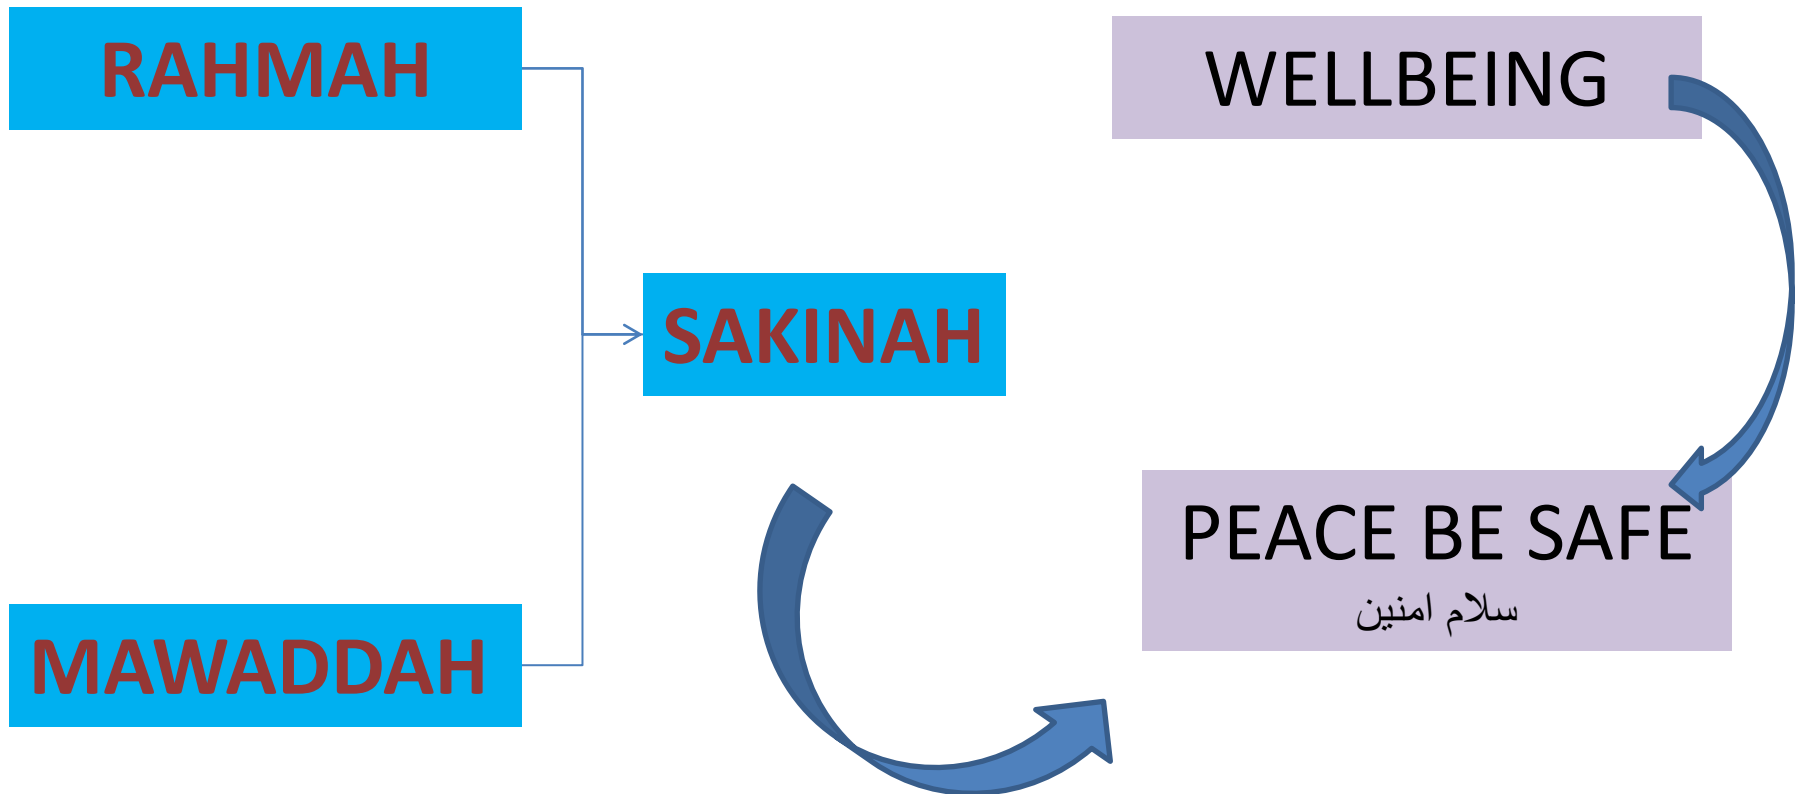 RAHMAH
WELLBEING
SAKINAH
PEACE BE SAFE
سلام امنين
MAWADDAH